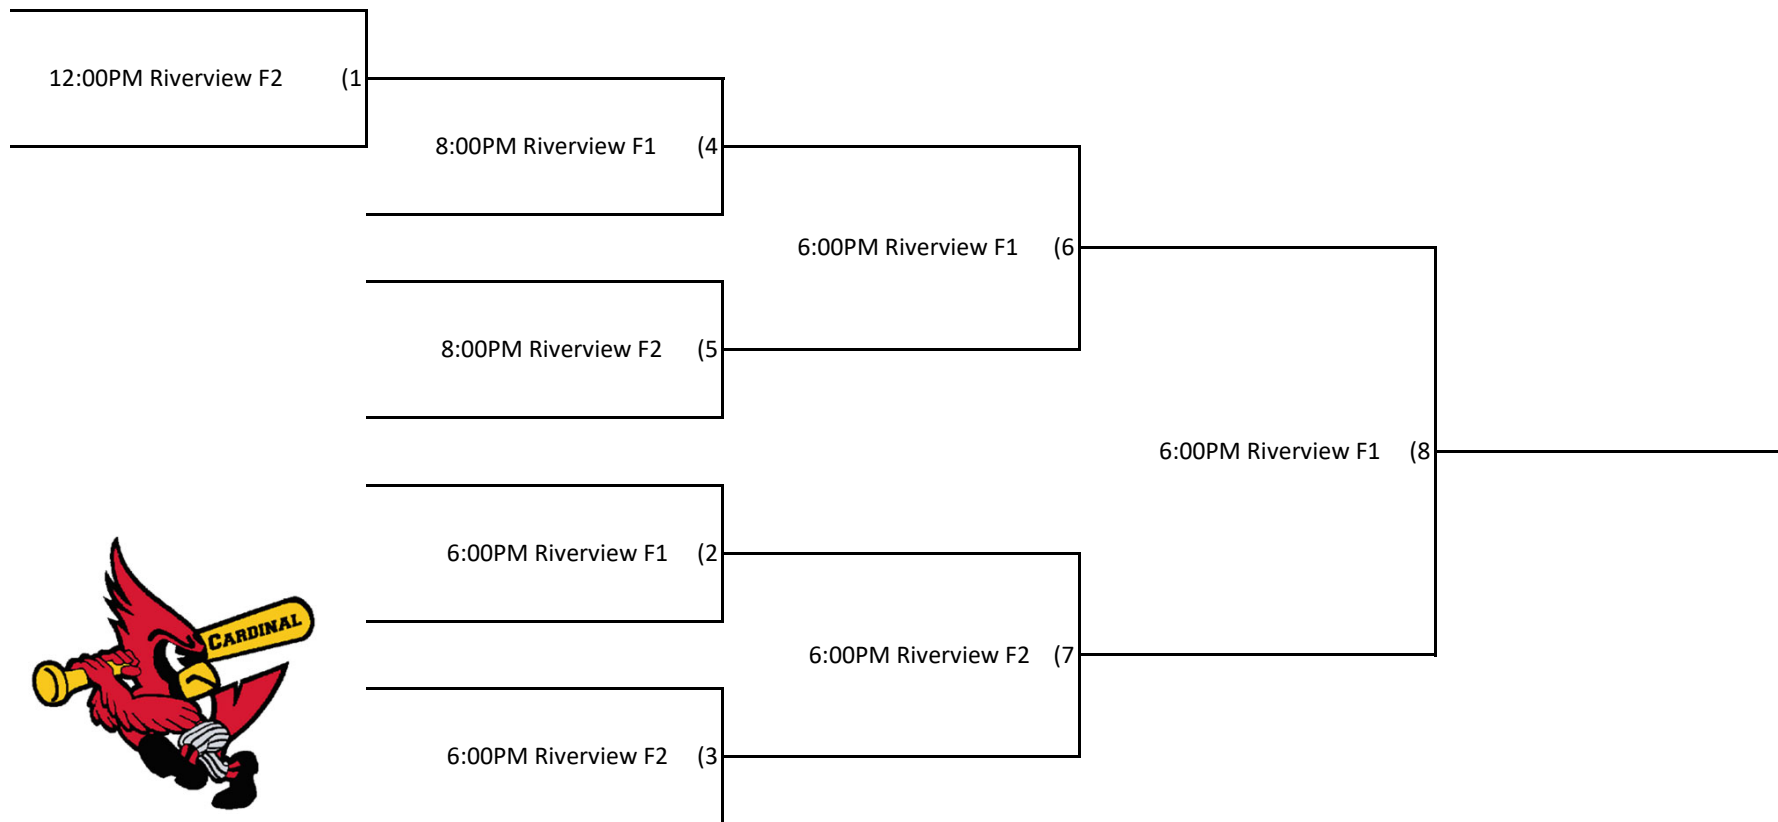 12:00PM Riverview F2 (1
8:00PM Riverview F1 (4
6:00PM Riverview F1 (6
8:00PM Riverview F2 (5
6:00PM Riverview F1 (8
6:00PM Riverview F1 (2
CARDINAL
6:00PM Riverview F2 (7
6:00PM Riverview F2 (3